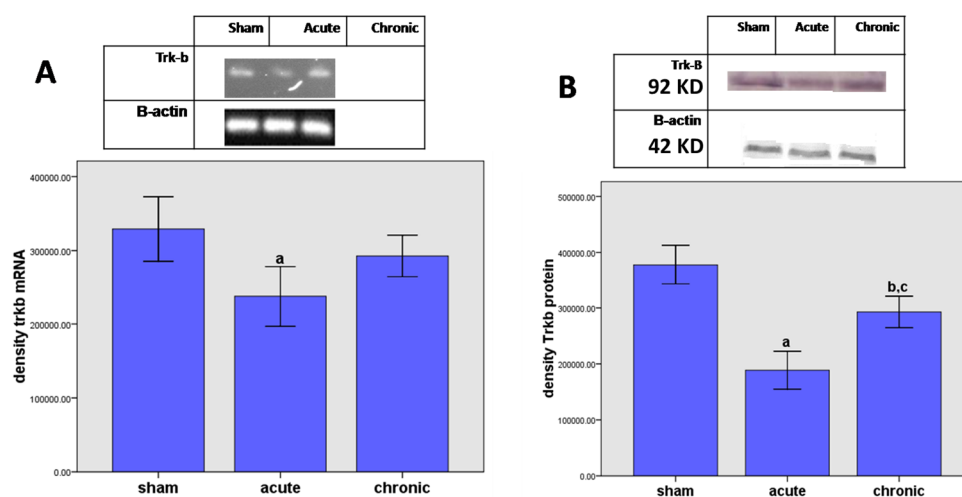 A
Sham Acute Chronic
Trk-b
B-actin
density trkb mRNA
400000.00
300000.00
200000.00
100000.00
0.00
a
sham acute chronic
B
Sham Acute Chronic
Trk-B
92 KD
B-actin
42 KD
density Trkb protein
500000.00
400000.00
300000.00
200000.00
100000.00
0.00
a
b,c
sham acute chronic